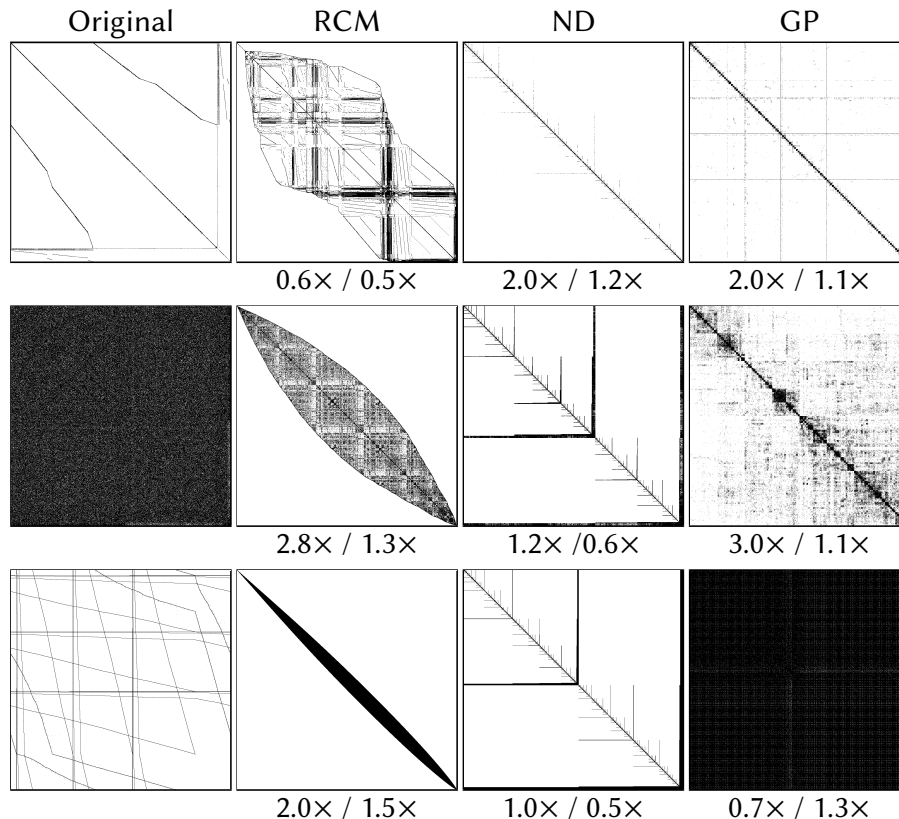 Original RCM ND GP
0.6× / 0.5× 2.0× / 1.2× 2.0× / 1.1×
2.8× / 1.3× 1.2× /0.6× 3.0× / 1.1×
2.0× / 1.5× 1.0× / 0.5× 0.7× / 1.3×